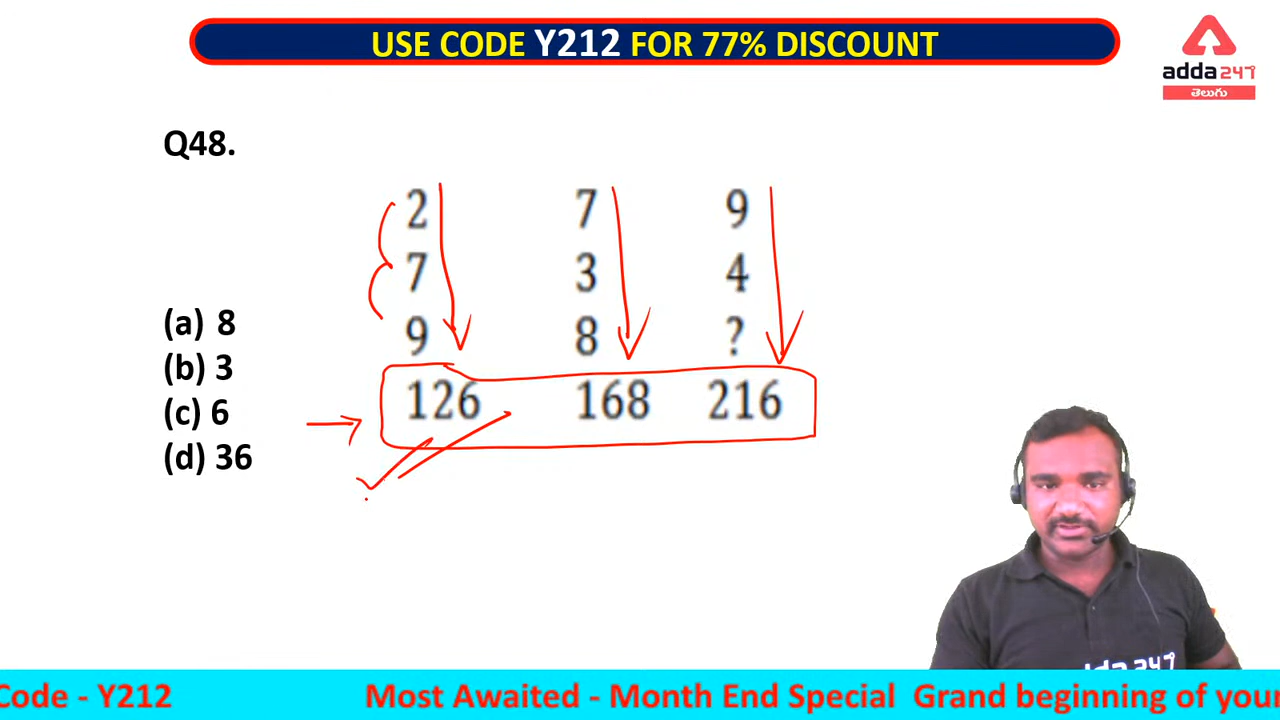 USE CODE Y212 FOR 77% DISCOUNT
adda247
తెలుగు
Q48.
2 7 9
7 3 4
9 8 ?
126 168 216
(a) 8
(b) 3
(c) 6
(d) 36
adda247
Code - Y212 Most Awaited - Month End Special Grand beginning of your